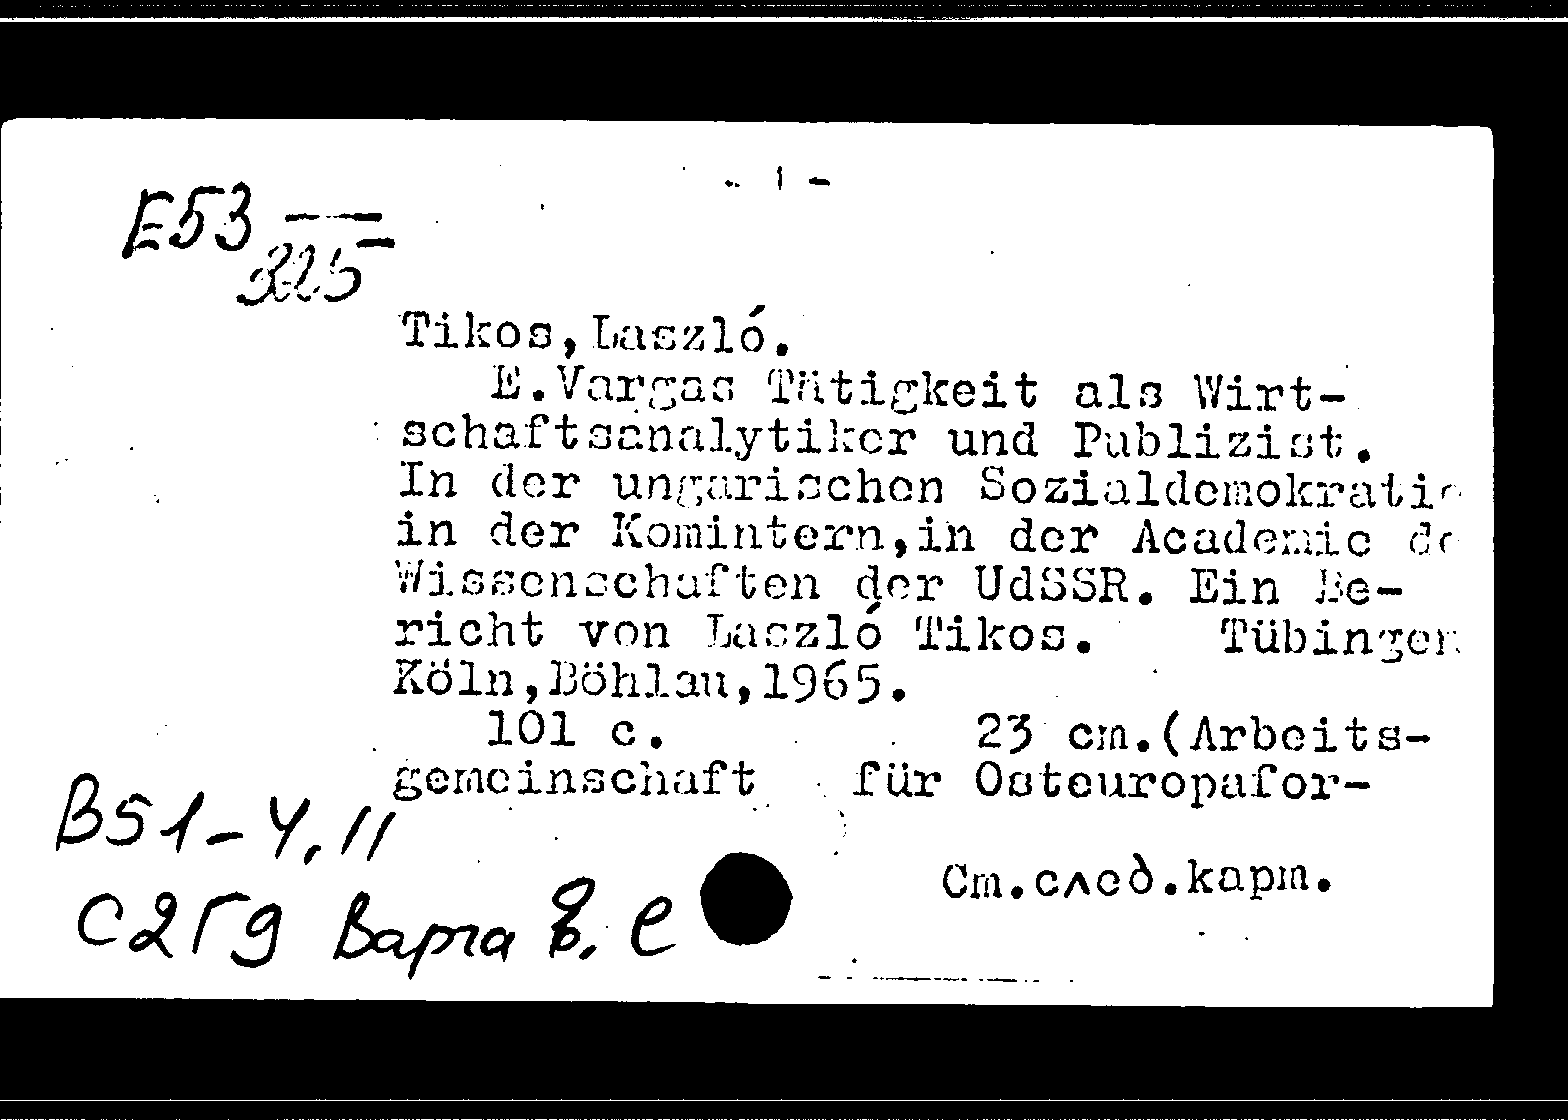 - 1 -
E53
325
Tikos,Laszló.
E.Vargas Tätigkeit als Wirt-
schaftsanalytiker und Publizist.
In der ungarischen Sozialdemokratie
in der Komintern,in der Academie de
Wissenschaften der UdSSR. Ein Be-
richt von Laszló Tikos. Tübingen
Köln,Böhlau,1965.
101 c. 23 cm.(Arbeits-
gemeinschaft für Osteuropafor-
B51-4,11
Ст.след.карт.
С2Гд Варга Е. С